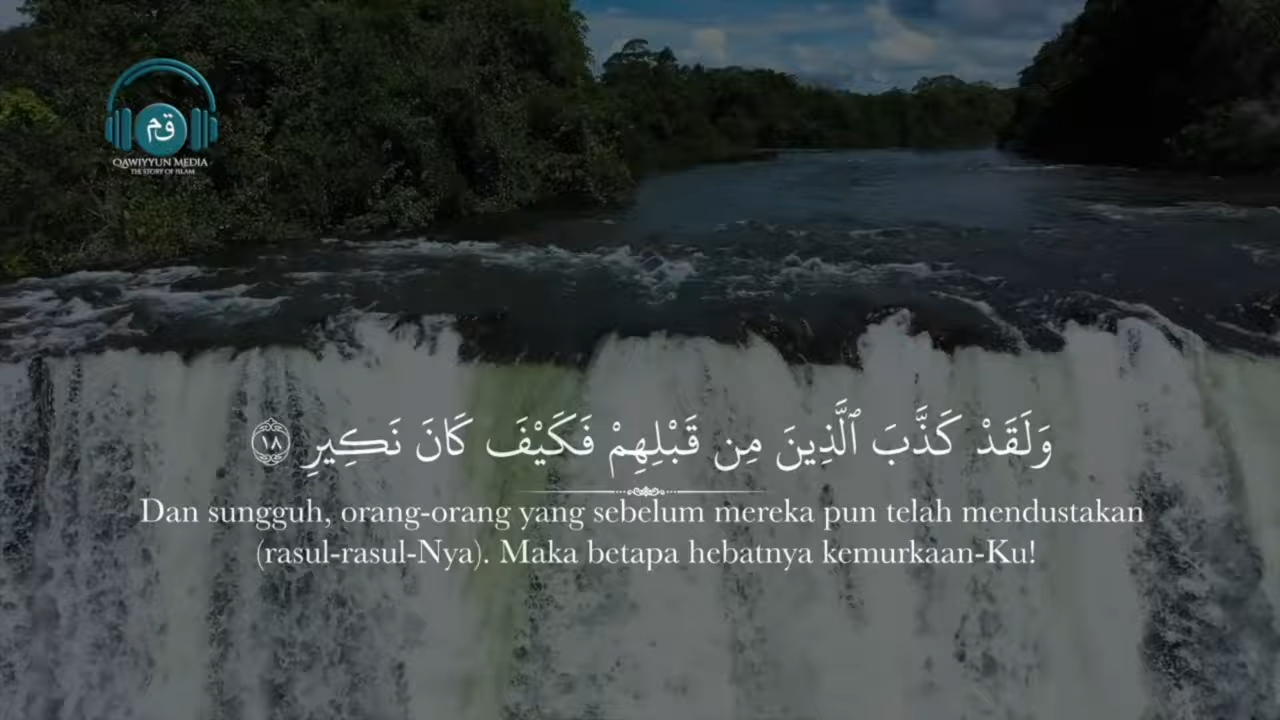 قم
QAWIYYUN MEDIA
THE STORY OF ISLAM
وَلَقَدْ كَذَّبَ ٱلَّذِينَ مِن قَبْلِهِمْ فَكَيْفَ كَانَ نَكِيرِ ١٨
Dan sungguh, orang-orang yang sebelum mereka pun telah mendustakan
(rasul-rasul-Nya). Maka betapa hebatnya kemurkaan-Ku!